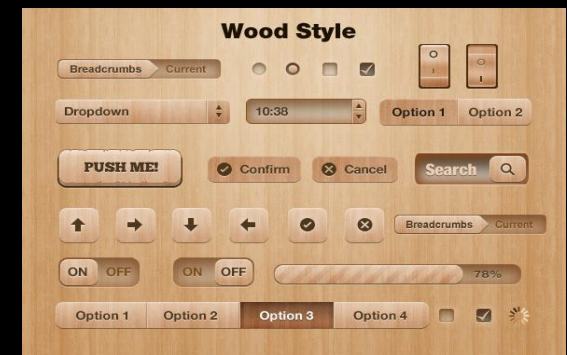 Wood Style
Breadcrumbs Current
Dropdown
10:38
Option 1 Option 2
PUSH ME!
Confirm
Cancel
Search
Breadcrumbs Current
ON OFF
ON OFF
78%
Option 1 Option 2 Option 3 Option 4